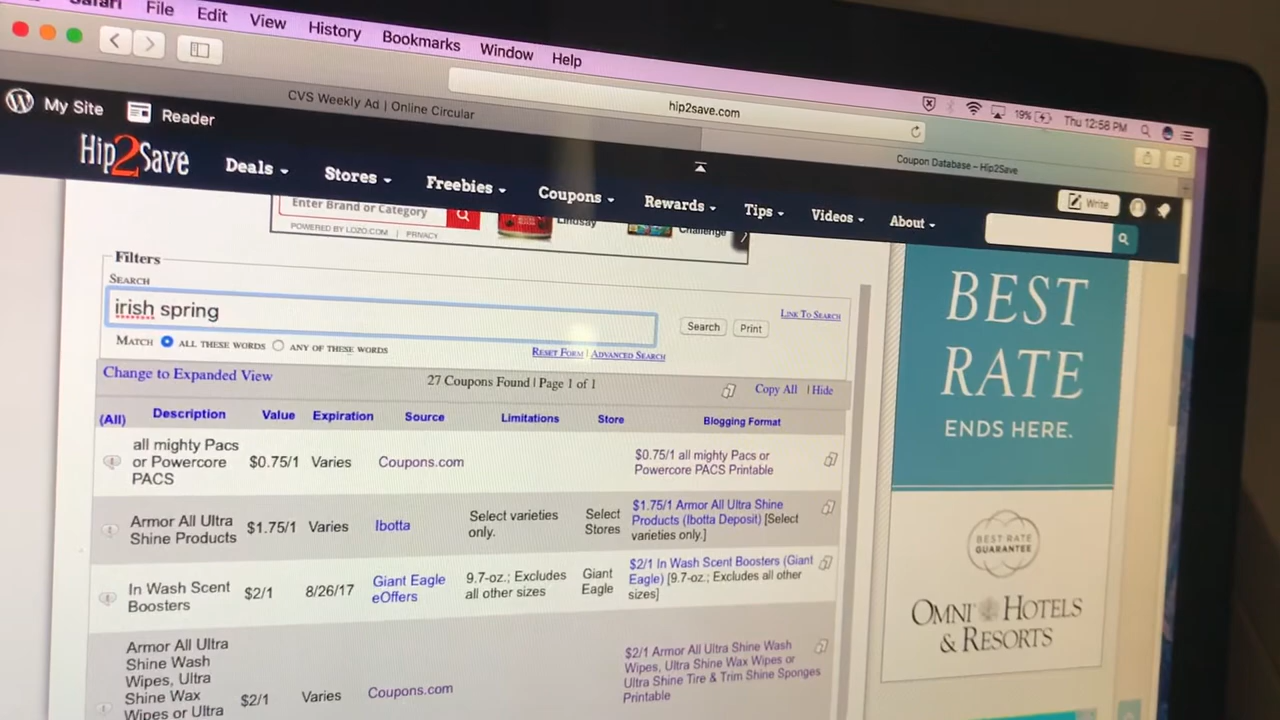 Safari File Edit View History Bookmarks Window Help
19% Thu 12:58 PM
hip2save.com
CVS Weekly Ad | Online Circular
Coupon Database – Hip2Save
My Site Reader
Write
Hip2Save Deals Stores Freebies Coupons Rewards Tips Videos About
Enter Brand or Category
Lindsay
Challenge
POWERED BY LOZO.COM | PRIVACY
Filters
SEARCH
irish spring
Search Print
LINK TO SEARCH
MATCH ALL THESE WORDS ANY OF THESE WORDS
RESET FORM | ADVANCED SEARCH
Change to Expanded View 27 Coupons Found | Page 1 of 1 Copy All | Hide
(All) Description Value Expiration Source Limitations Store Blogging Format
all mighty Pacs
or Powercore
PACS
$0.75/1 Varies Coupons.com
$0.75/1 all mighty Pacs or
Powercore PACS Printable
Armor All Ultra
Shine Products
$1.75/1 Varies Ibotta
Select varieties
only.
Select
Stores
$1.75/1 Armor All Ultra Shine
Products (Ibotta Deposit) [Select
varieties only.]
In Wash Scent
Boosters
$2/1 8/26/17
Giant Eagle
eOffers
9.7-oz.; Excludes
all other sizes
Giant
Eagle
$2/1 In Wash Scent Boosters (Giant
Eagle) [9.7-oz.; Excludes all other
sizes]
Armor All Ultra
Shine Wash
Wipes, Ultra
Shine Wax
Wipes or Ultra
$2/1 Varies Coupons.com
$2/1 Armor All Ultra Shine Wash
Wipes, Ultra Shine Wax Wipes or
Ultra Shine Tire & Trim Shine Sponges
Printable
BEST
RATE
ENDS HERE.
BEST RATE
GUARANTEE
OMNI HOTELS
& RESORTS